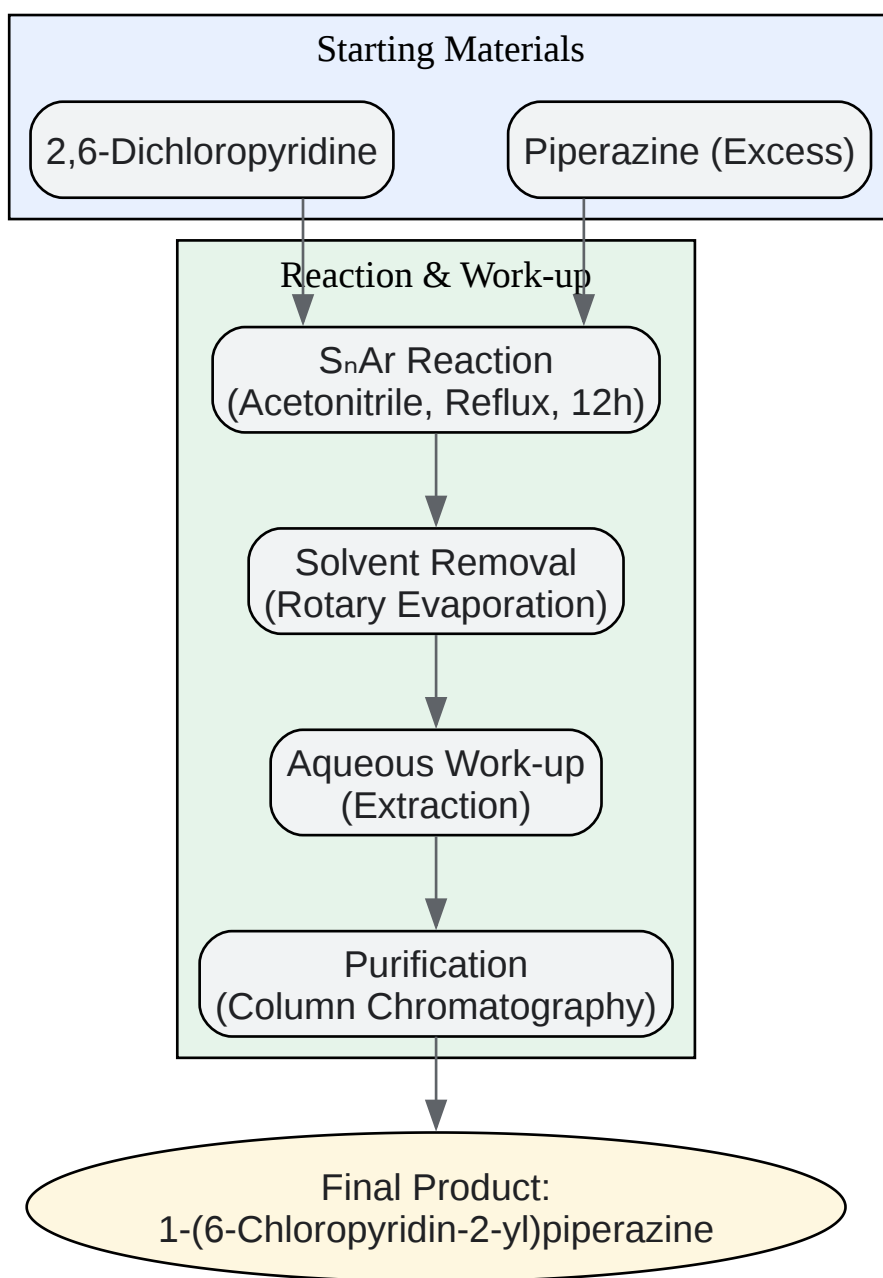 Starting Materials
2,6-Dichloropyridine
Piperazine (Excess)
Reaction & Work-up
SₙAr Reaction
(Acetonitrile, Reflux, 12h)
Solvent Removal
(Rotary Evaporation)
Aqueous Work-up
(Extraction)
Purification
(Column Chromatography)
Final Product:
1-(6-Chloropyridin-2-yl)piperazine